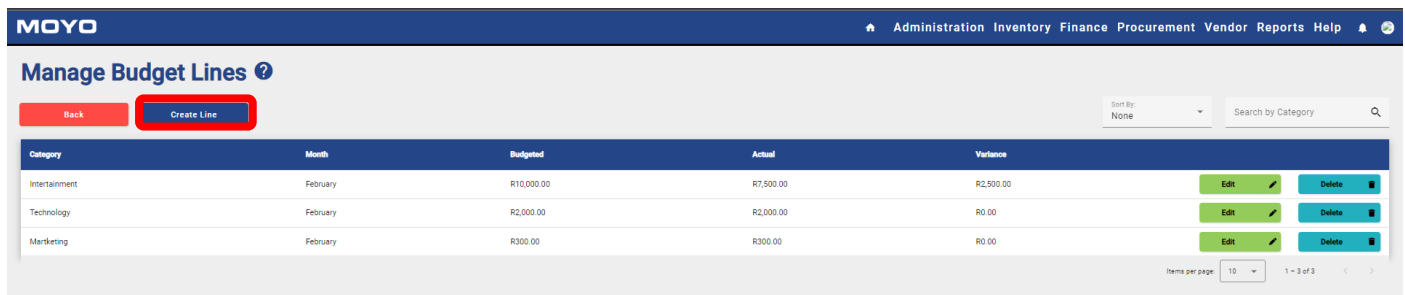 MOYO Administration Inventory Finance Procurement Vendor Reports Help
Manage Budget Lines ?
Back Create Line Sort By: None Search by Category
Category Month Budgeted Actual Variance
Intertainment February R10,000.00 R7,500.00 R2,500.00 Edit Delete
Technology February R2,000.00 R2,000.00 R0.00 Edit Delete
Martketing February R300.00 R300.00 R0.00 Edit Delete
Items per page: 10 1 – 3 of 3